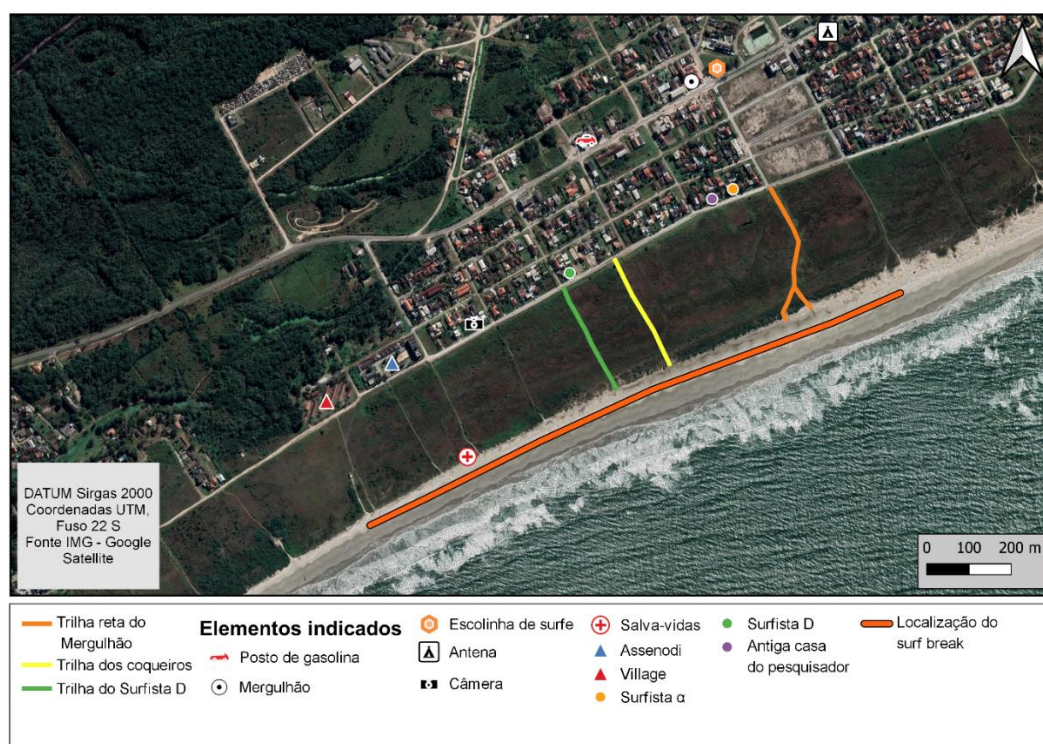 DATUM Sirgas 2000
Coordenadas UTM,
Fuso 22 S
Fonte IMG - Google
Satellite
0 100 200 m
Trilha reta do
Mergulhão
Trilha dos coqueiros
Trilha do Surfista D
Elementos indicados
Posto de gasolina
Mergulhão
Escolinha de surfe
Antena
Câmera
Salva-vidas
Assenodi
Village
Surfista α
Surfista D
Antiga casa
do pesquisador
Localização do
surf break